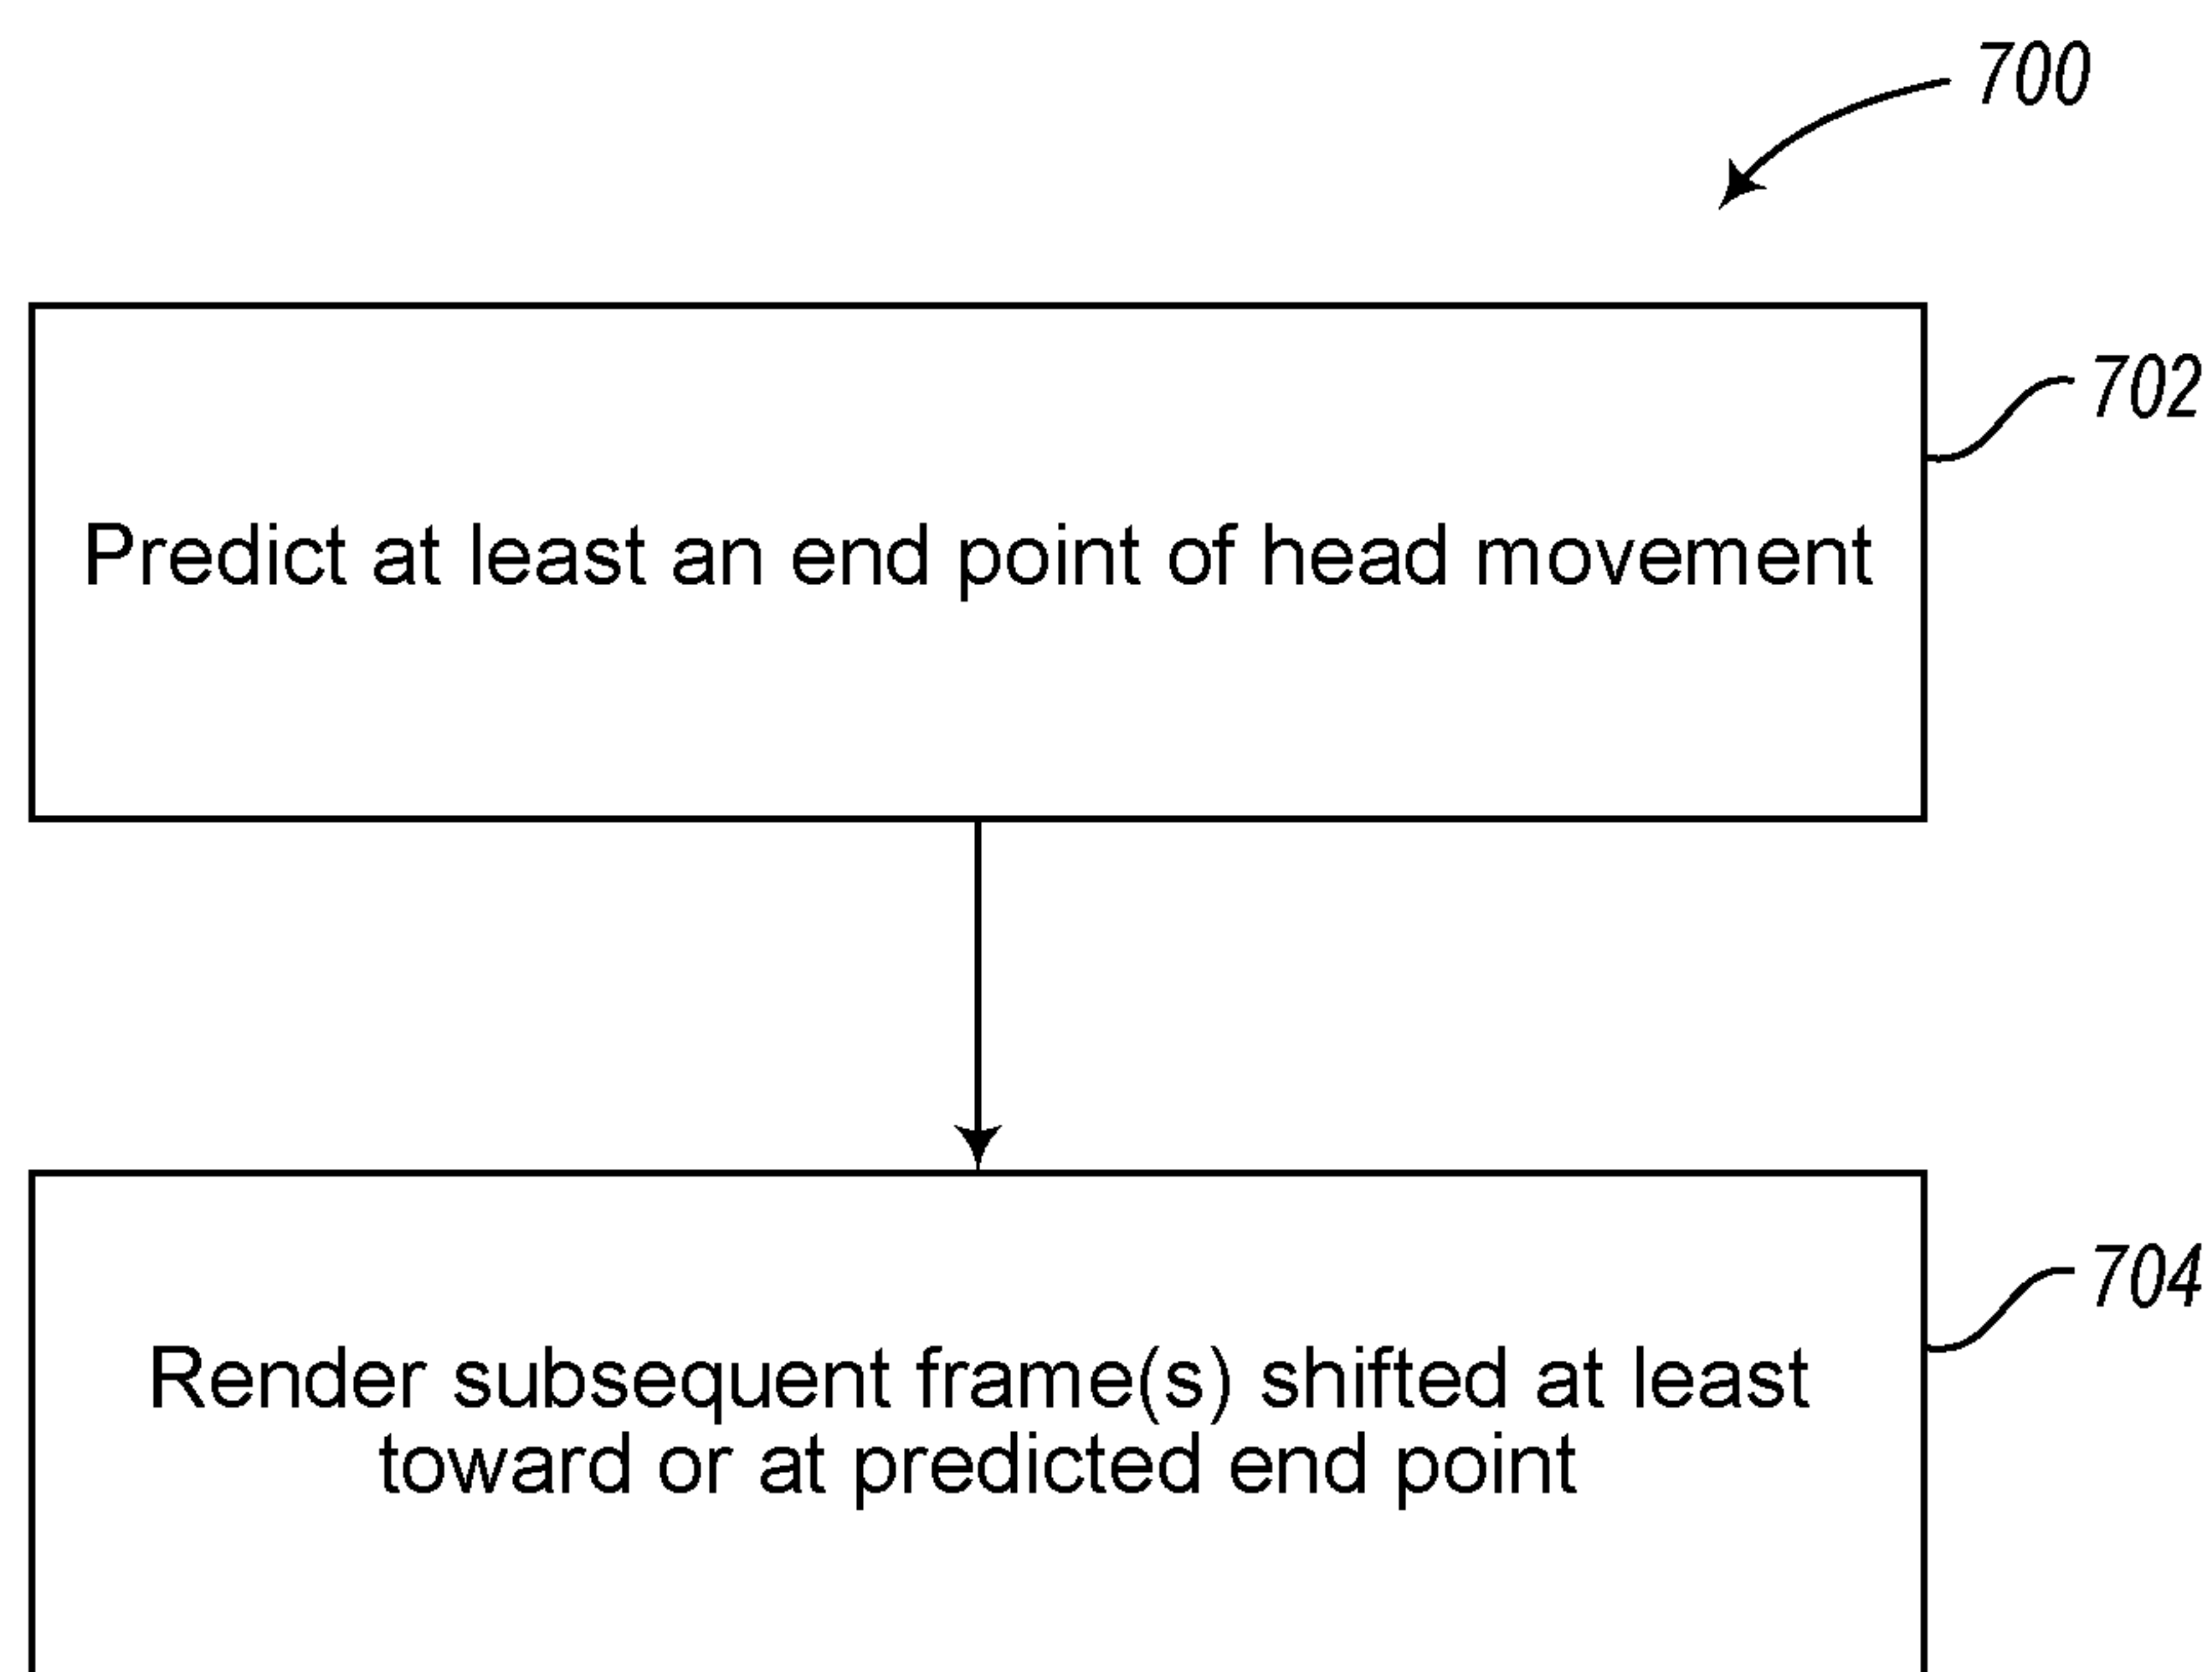 700
702
Predict at least an end point of head movement
704
Render subsequent frame(s) shifted at least
toward or at predicted end point